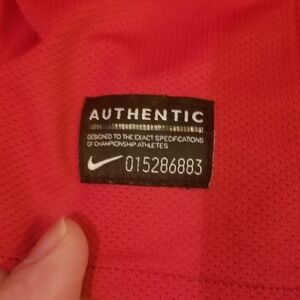 AUTHENTIC
DESIGNED TO THE EXACT SPECIFICATIONS
OF CHAMPIONSHIP ATHLETES
015286883